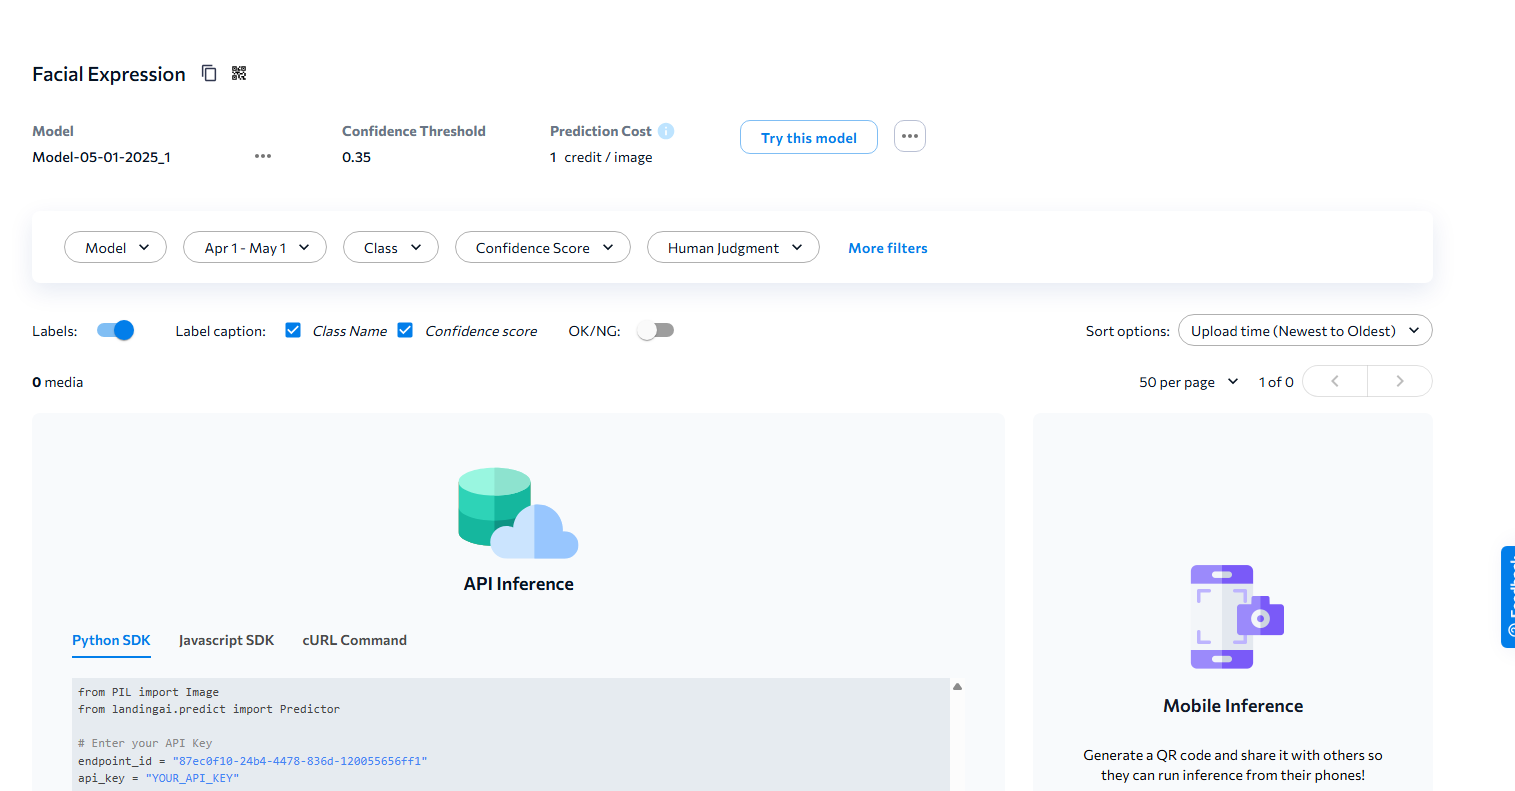 Facial Expression
Model
Confidence Threshold
Prediction Cost
Model-05-01-2025_1
0.35
1 credit / image
Try this model
Model
Apr 1 - May 1
Class
Confidence Score
Human Judgment
More filters
Labels:
Label caption:
Class Name
Confidence score
OK/NG:
Sort options:
Upload time (Newest to Oldest)
0 media
50 per page
1 of 0
API Inference
Python SDK
Javascript SDK
cURL Command
from PIL import Image
from landingai.predict import Predictor
# Enter your API Key
endpoint_id = "87ec0f10-24b4-4478-836d-120055656ff1"
api_key = "YOUR_API_KEY"
Mobile Inference
Generate a QR code and share it with others so
they can run inference from their phones!